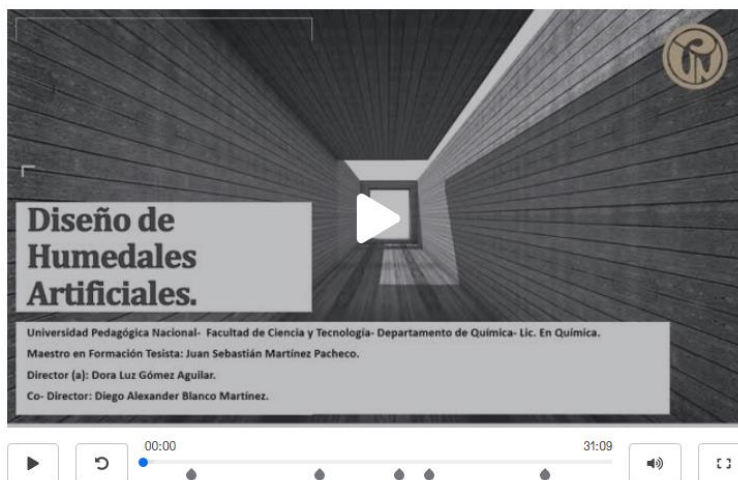 Diseño de
Humedales
Artificiales.
Universidad Pedagógica Nacional- Facultad de Ciencia y Tecnología- Departamento de Química- Lic. En Química.
Maestro en Formación Tesista: Juan Sebastián Martínez Pacheco.
Director (a): Dora Luz Gómez Aguilar.
Co- Director: Diego Alexander Blanco Martínez.
00:00 31:09